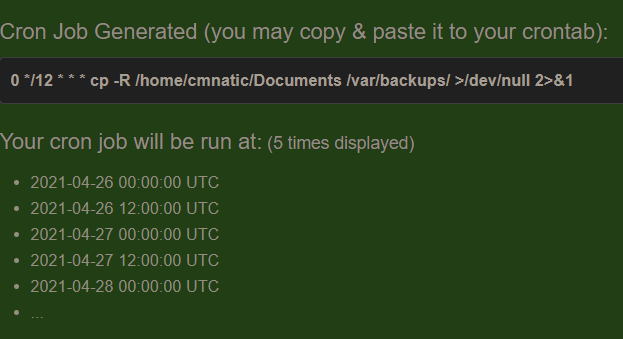 Cron Job Generated (you may copy & paste it to your crontab):
0 */12 * * * cp -R /home/cmnatic/Documents /var/backups/ >/dev/null 2>&1
Your cron job will be run at: (5 times displayed)
• 2021-04-26 00:00:00 UTC
• 2021-04-26 12:00:00 UTC
• 2021-04-27 00:00:00 UTC
• 2021-04-27 12:00:00 UTC
• 2021-04-28 00:00:00 UTC
• ...